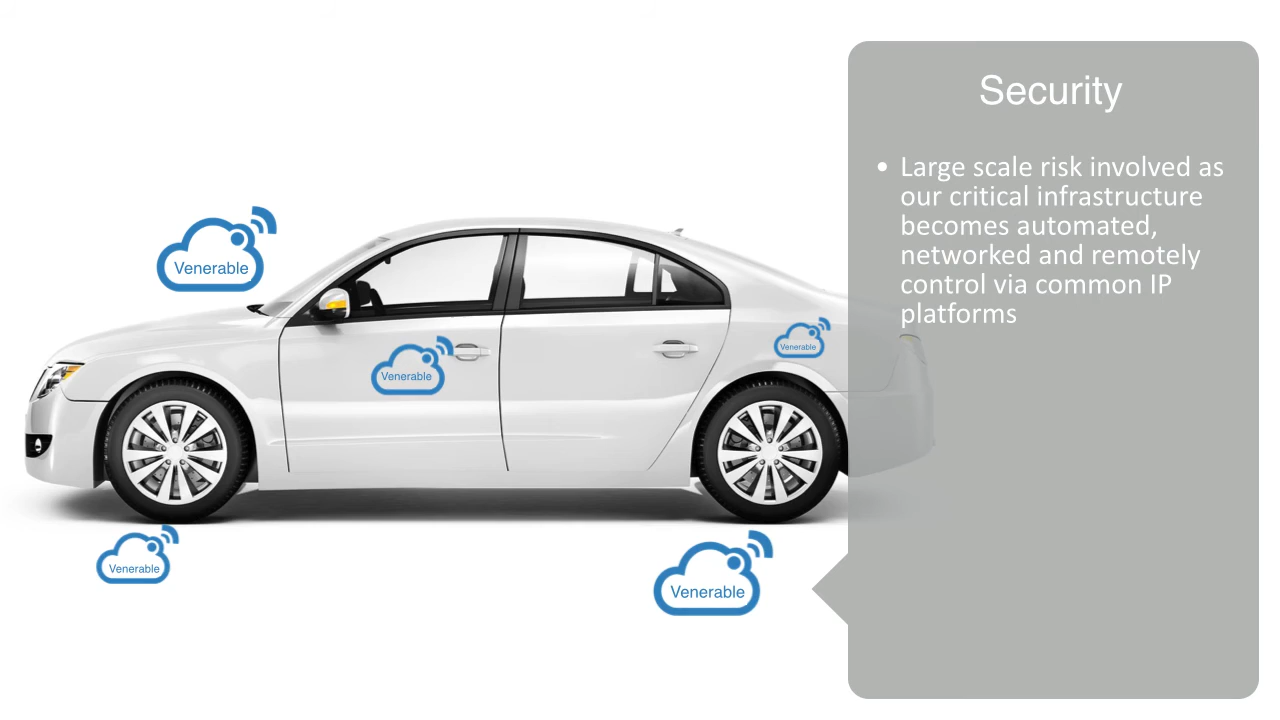 Security
• Large scale risk involved as
our critical infrastructure
becomes automated,
networked and remotely
control via common IP
platforms
Venerable
Venerable
Venerable
Venerable
Venerable